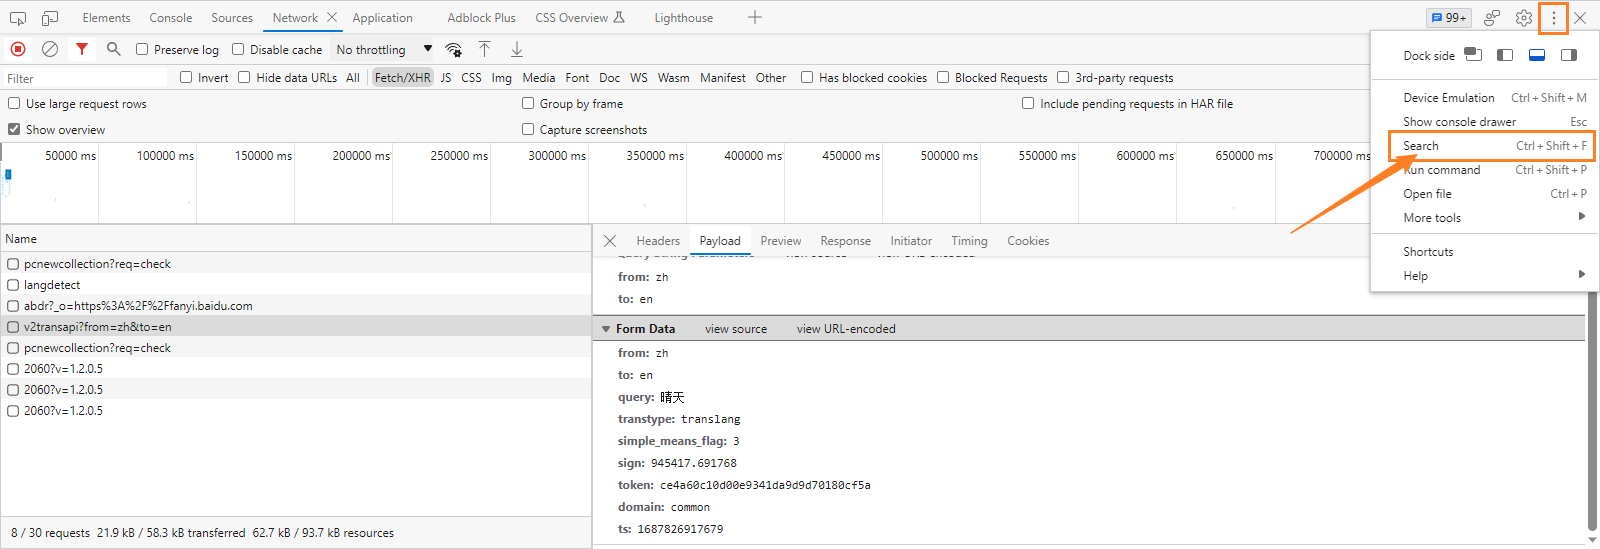 Elements Console Sources Network Application Adblock Plus CSS Overview Lighthouse 99+
Preserve log Disable cache No throttling
Dock side
Filter Invert Hide data URLs All Fetch/XHR JS CSS Img Media Font Doc WS Wasm Manifest Other Has blocked cookies Blocked Requests 3rd-party requests
Use large request rows Group by frame Include pending requests in HAR file
Show overview Capture screenshots
Device Emulation Ctrl + Shift + M
Show console drawer Esc
Search Ctrl + Shift + F
Run command Ctrl + Shift + P
Open file Ctrl + P
More tools
Shortcuts
Help
50000 ms 100000 ms 150000 ms 200000 ms 250000 ms 300000 ms 350000 ms 400000 ms 450000 ms 500000 ms 550000 ms 600000 ms 650000 ms 700000 ms
Name
pcnewcollection?req=check
langdetect
abdr?_o=https%3A%2F%2Ffanyi.baidu.com
v2transapi?from=zh&to=en
pcnewcollection?req=check
2060?v=1.2.0.5
2060?v=1.2.0.5
2060?v=1.2.0.5
8 / 30 requests 21.9 kB / 58.3 kB transferred 62.7 kB / 93.7 kB resources
Headers Payload Preview Response Initiator Timing Cookies
Query String Parameters view source view URL-encoded
from: zh
to: en
Form Data view source view URL-encoded
from: zh
to: en
query: 晴天
transtype: translang
simple_means_flag: 3
sign: 945417.691768
token: ce4a60c10d00e9341da9d9d70180cf5a
domain: common
ts: 1687826917679